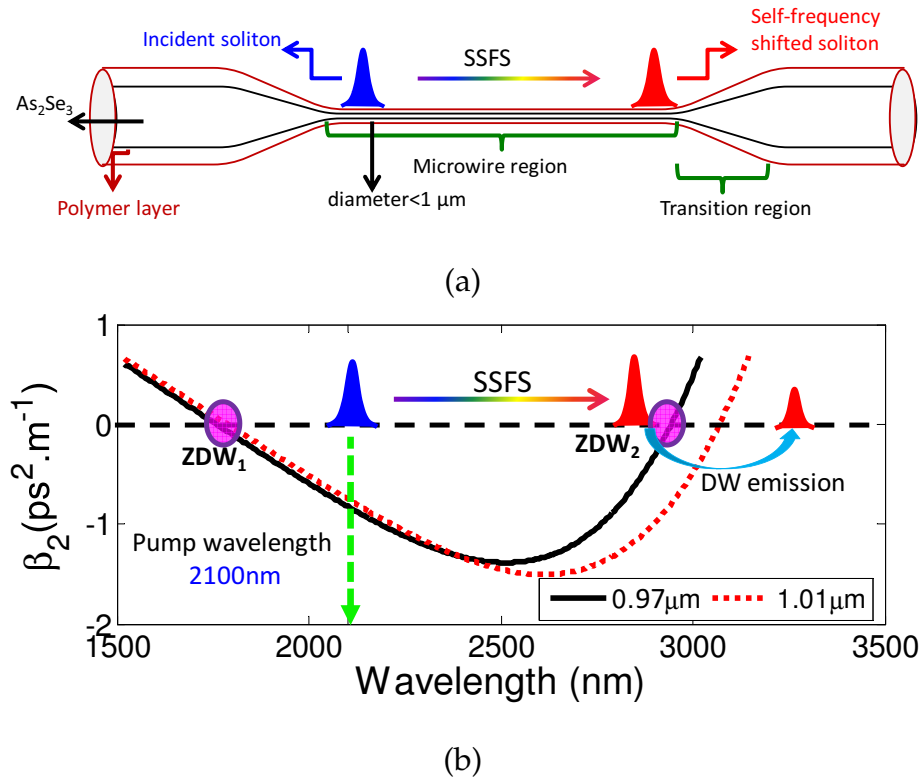 Incident soliton
SSFS
Self-frequency
shifted soliton
As₂Se₃
Microwire region
Polymer layer
diameter<1 μm
Transition region
(a)
1
0
-1
-2
β₂(ps².m⁻¹)
SSFS
ZDW₁
ZDW₂
DW emission
Pump wavelength
2100nm
0.97μm
1.01μm
1500
2000
2500
3000
3500
Wavelength (nm)
(b)